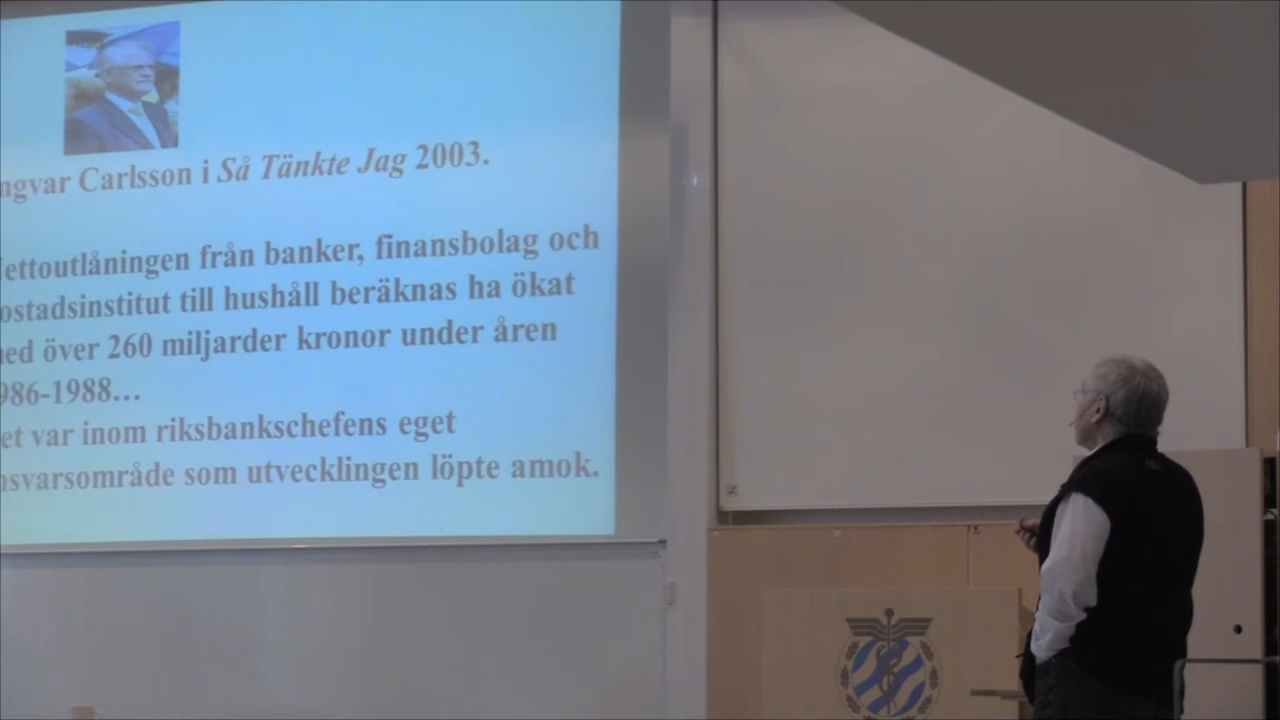 ngvar Carlsson i Så Tänkte Jag 2003.
ettoutlåningen från banker, finansbolag och
ostadsinstitut till hushåll beräknas ha ökat
ed över 260 miljarder kronor under åren
986-1988…
et var inom riksbankschefens eget
nsvarsområde som utvecklingen löpte amok.